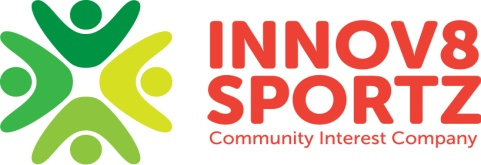 INNOV8
SPORTZ
Community Interest Company